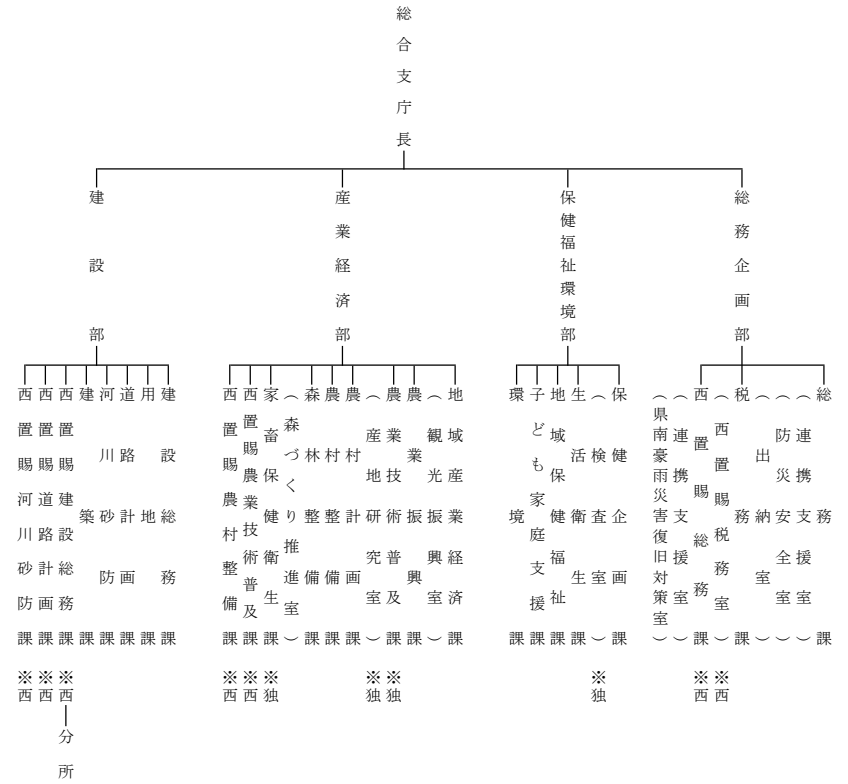 総合支庁長
総務企画部
総務課
（連携支援室）
（防災安全室）
（出納室）
税務課
（西置賜税務室）※西
西置賜総務課※西
（連携支援室）
（県南豪雨災害復旧対策室）
保健福祉環境部
保健企画課
（検査室）※独
生活衛生課
地域保健福祉課
子ども家庭支援課
環境課
産業経済部
地域産業経済課
（観光振興室）
農業振興課
農業技術普及課※独
（産地研究室）※独
農村計画課
農村整備課
森林整備課
（森づくり推進室）
家畜保健衛生課※独
西置賜農業技術普及課※西
西置賜農村整備課※西
建設部
建設総務課
用地課
道路計画課
河川砂防課
建築課
西置賜建設総務課※西
分所
西置賜道路計画課※西
西置賜河川砂防課※西